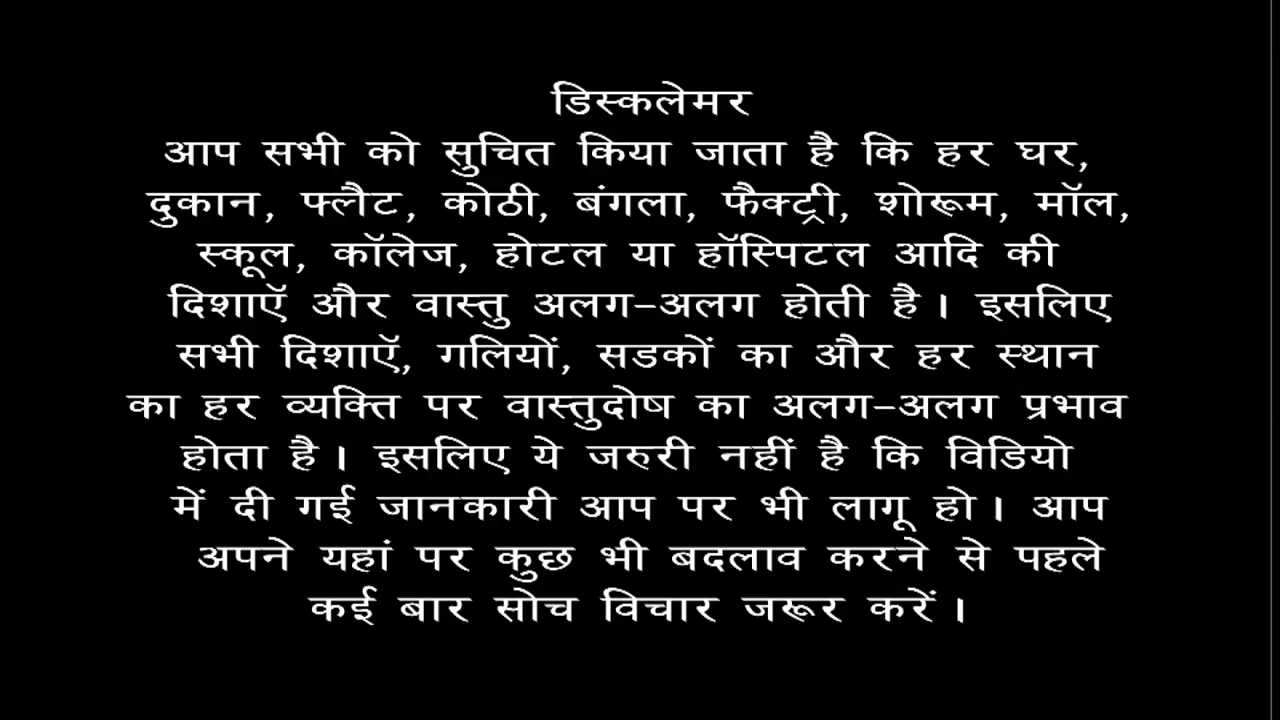 डिस्कलेमर
आप सभी को सुचित किया जाता है कि हर घर,
दुकान, फ्लैट, कोठी, बंगला, फैक्ट्री, शोरूम, मॉल,
स्कूल, कॉलेज, होटल या हॉस्पिटल आदि की
दिशाऍ और वास्तु अलग-अलग होती है। इसलिए
सभी दिशाऍ, गलियों, सडकों का और हर स्थान
का हर व्यक्ति पर वास्तुदोष का अलग-अलग प्रभाव
होता है। इसलिए ये जरुरी नहीं है कि विडियो
में दी गई जानकारी आप पर भी लागू हो। आप
अपने यहां पर कुछ भी बदलाव करने से पहले
कई बार सोच विचार जरूर करें।